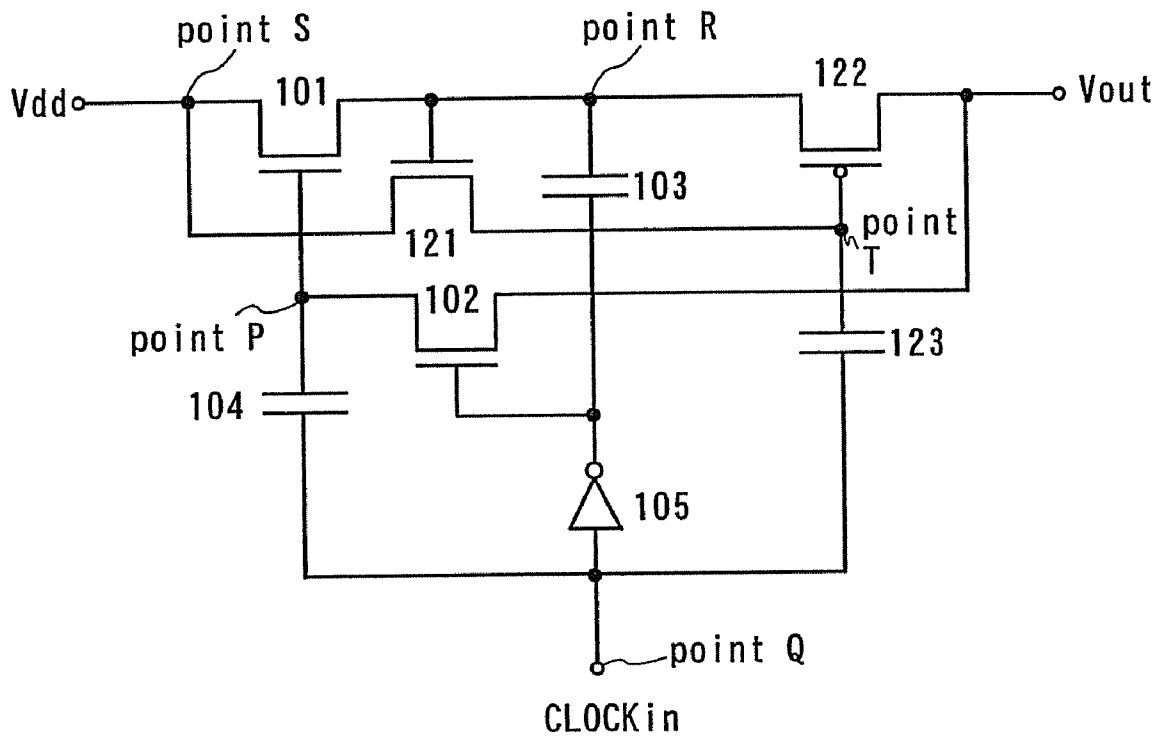 point S
point R
Vdd
101
122
Vout
103
121
point
T
102
point P
123
104
105
point Q
CLOCKin